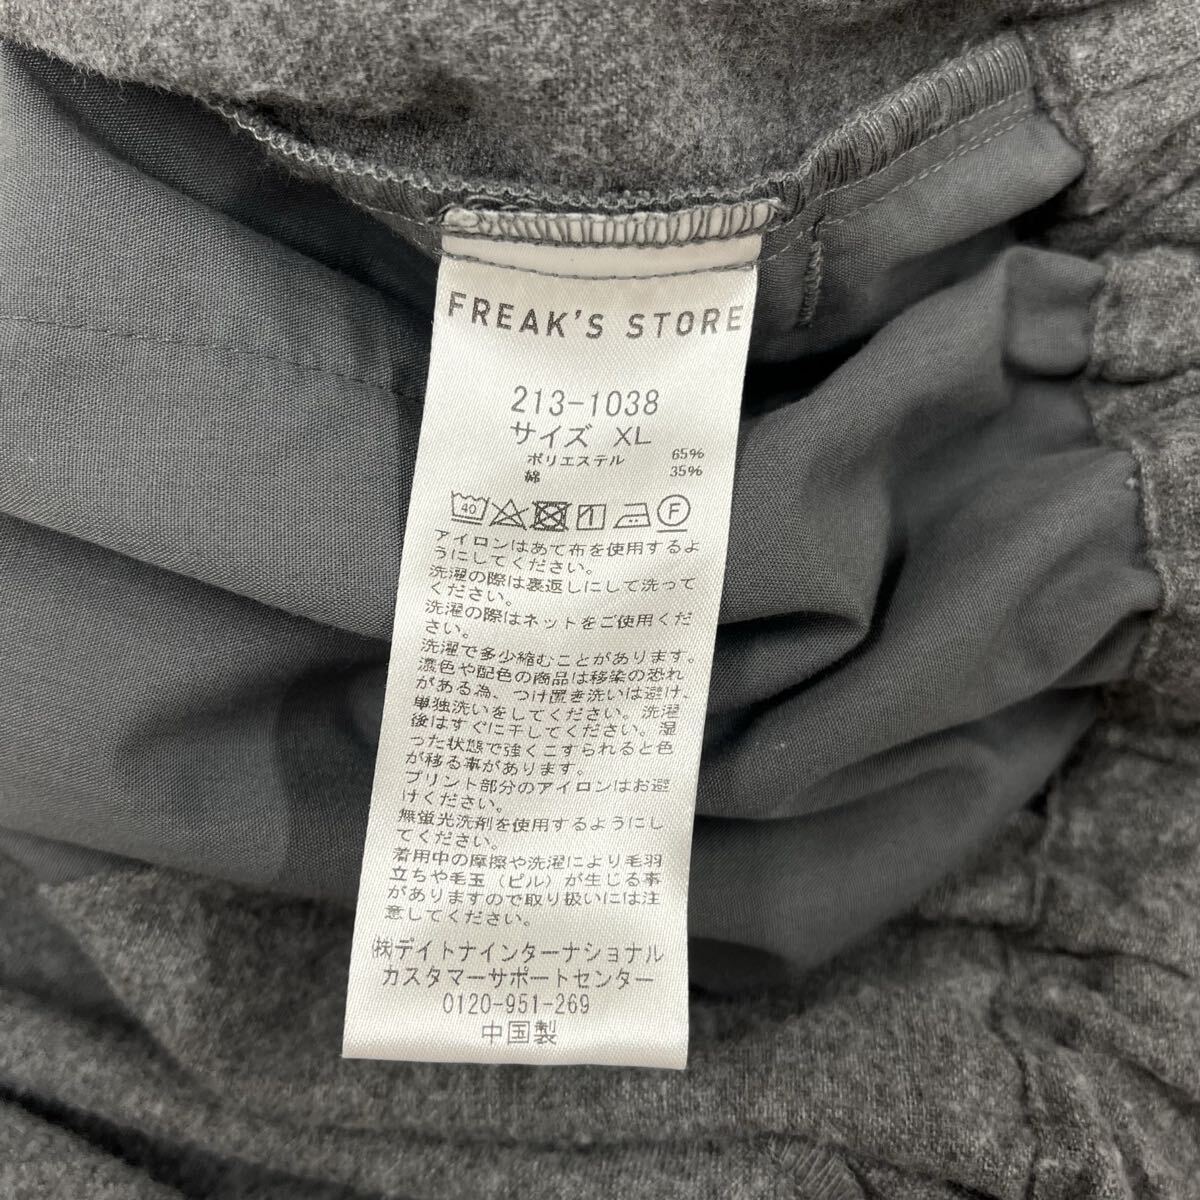 FREAK'S STORE
213-1038
サイズ XL
ポリエステル 65%
綿 35%
40 F
アイロンはあて布を使用するよ
うにしてください。
洗濯の際は裏返しにして洗って
ください。
洗濯の際はネットをご使用くだ
さい。
洗濯で多少縮むことがあります。
濃色や配色の商品は移染の恐れ
がある為、つけ置き洗いは避け、
単独洗いをしてください。洗濯
後はすぐに干してください。湿
った状態で強くこすられると色
が移る事があります。
プリント部分のアイロンはお避
けください。
無蛍光洗剤を使用するようにし
てください。
着用中の摩擦や洗濯により毛羽
立ちや毛玉（ピル）が生じる事
がありますので取り扱いには注
意してください。
㈱デイトナインターナショナル
カスタマーサポートセンター
0120-951-269
中国製